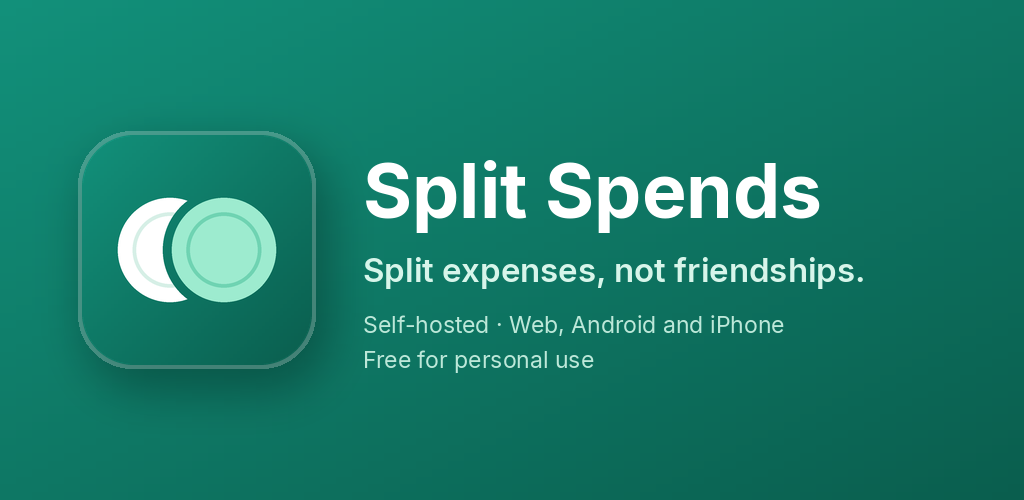 Split Spends
Split expenses, not friendships.
Self-hosted · Web, Android and iPhone
Free for personal use